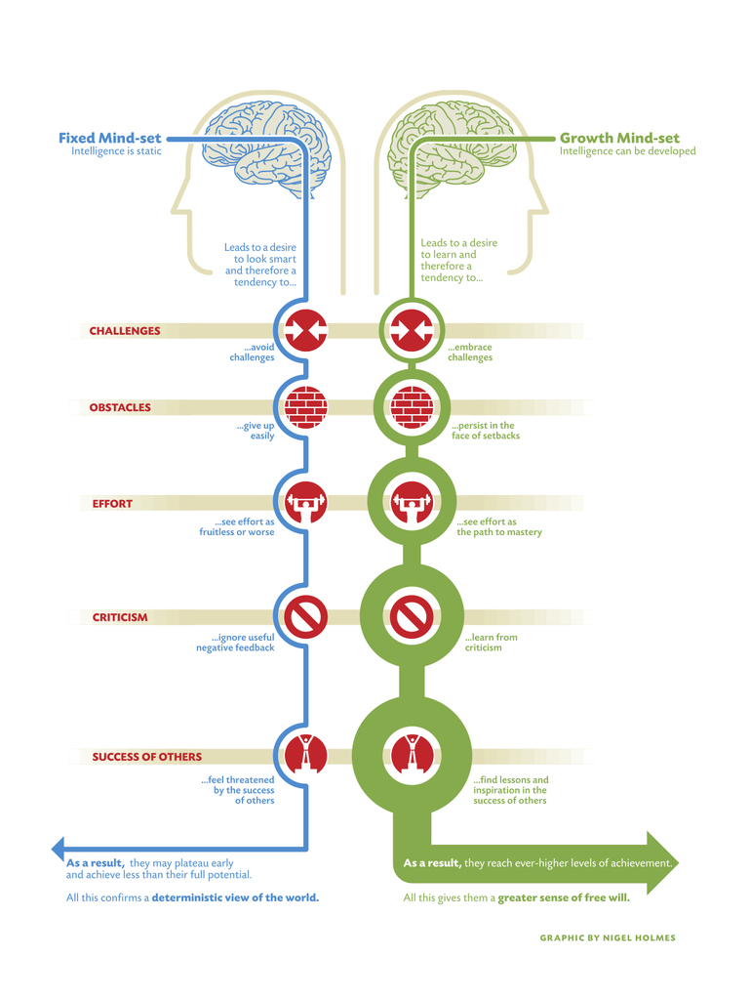 Fixed Mind-set
Intelligence is static
Growth Mind-set
Intelligence can be developed
Leads to a desire
to look smart
and therefore a
tendency to...
Leads to a desire
to learn and
therefore a
tendency to...
CHALLENGES
...avoid
challenges
...embrace
challenges
OBSTACLES
...give up
easily
...persist in the
face of setbacks
EFFORT
...see effort as
fruitless or worse
...see effort as
the path to mastery
CRITICISM
...ignore useful
negative feedback
...learn from
criticism
SUCCESS OF OTHERS
...feel threatened
by the success
of others
...find lessons and
inspiration in the
success of others
As a result, they may plateau early
and achieve less than their full potential.
All this confirms a deterministic view of the world.
As a result, they reach ever-higher levels of achievement.
All this gives them a greater sense of free will.
GRAPHIC BY NIGEL HOLMES